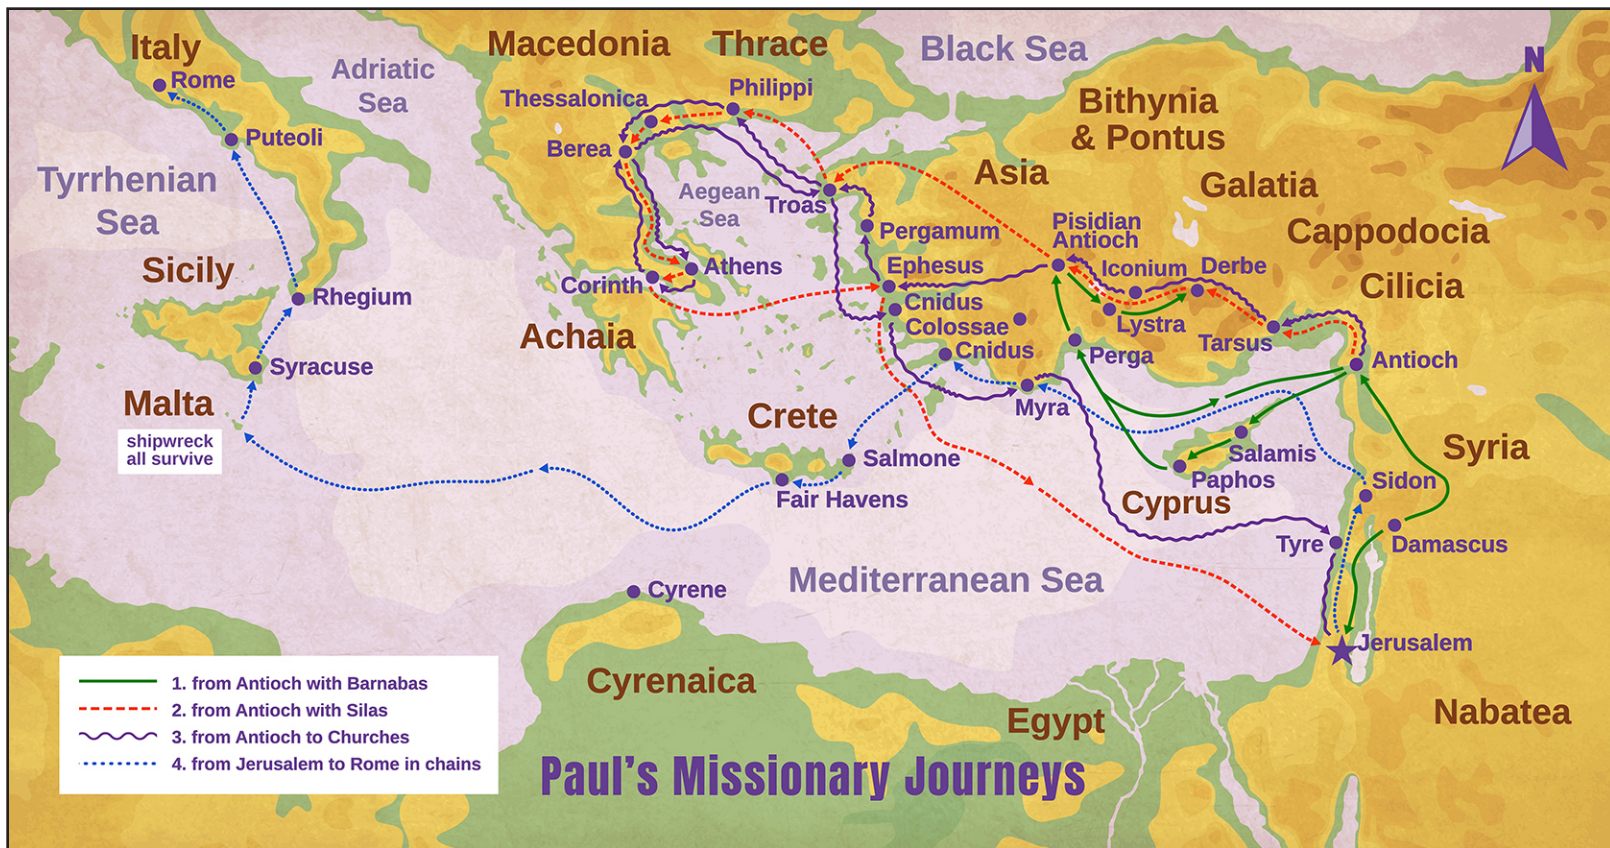 Italy
Rome
Adriatic
Sea
Macedonia
Thrace
Black Sea
N
Thessalonica
Philippi
Bithynia
& Pontus
Puteoli
Berea
Tyrrhenian
Sea
Aegean
Sea
Troas
Asia
Galatia
Pisidian
Antioch
Cappodocia
Pergamum
Sicily
Athens
Ephesus
Iconium
Derbe
Corinth
Cilicia
Rhegium
Cnidus
Colossae
Lystra
Achaia
Cnidus
Perga
Tarsus
Antioch
Syracuse
Malta
shipwreck
all survive
Crete
Myra
Salmone
Salamis
Syria
Fair Havens
Paphos
Cyprus
Sidon
Tyre
Damascus
Mediterranean Sea
Cyrene
Jerusalem
Cyrenaica
Egypt
Nabatea
1. from Antioch with Barnabas
2. from Antioch with Silas
3. from Antioch to Churches
4. from Jerusalem to Rome in chains
Paul’s Missionary Journeys